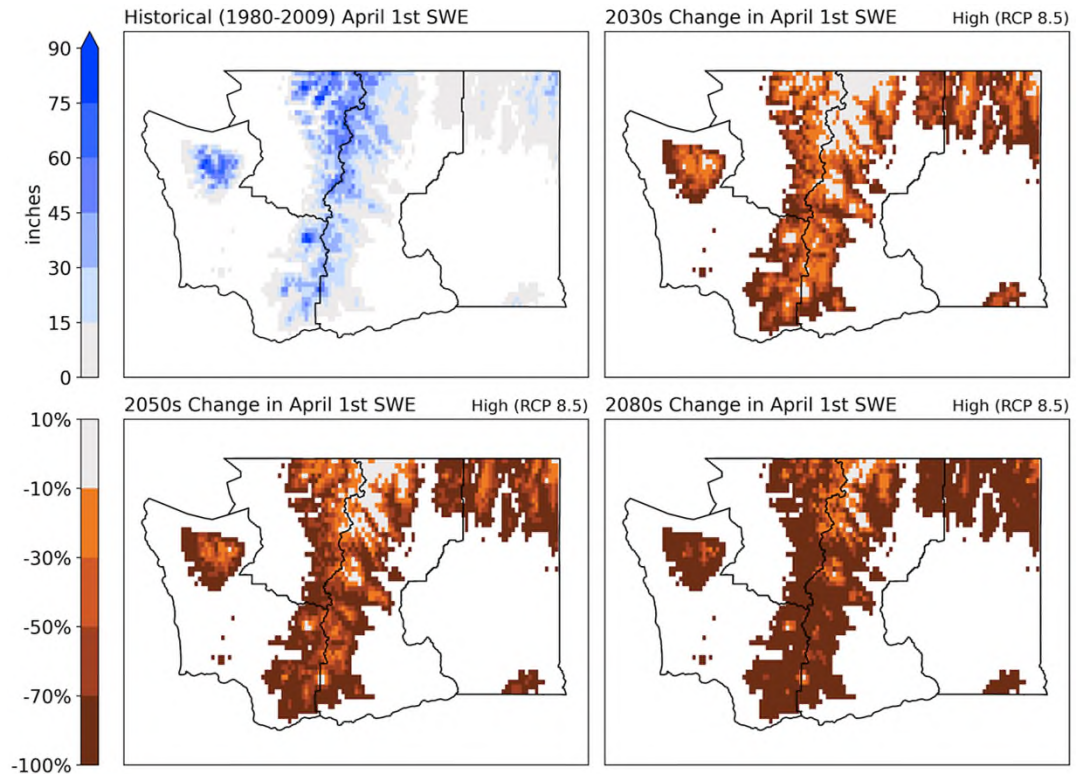 Historical (1980-2009) April 1st SWE
2030s Change in April 1st SWE High (RCP 8.5)
90
75
60
45
30
15
0
inches
2050s Change in April 1st SWE High (RCP 8.5)
2080s Change in April 1st SWE High (RCP 8.5)
10%
-10%
-30%
-50%
-70%
-100%